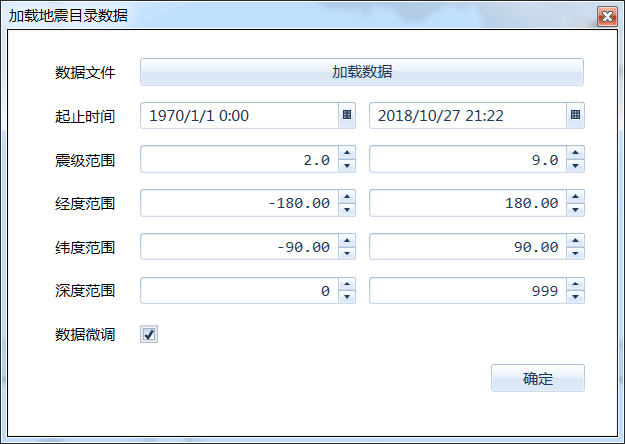 加载地震目录数据
数据文件 加载数据
起止时间 1970/1/1 0:00 2018/10/27 21:22
震级范围 2.0 9.0
经度范围 -180.00 180.00
纬度范围 -90.00 90.00
深度范围 0 999
数据微调
确定